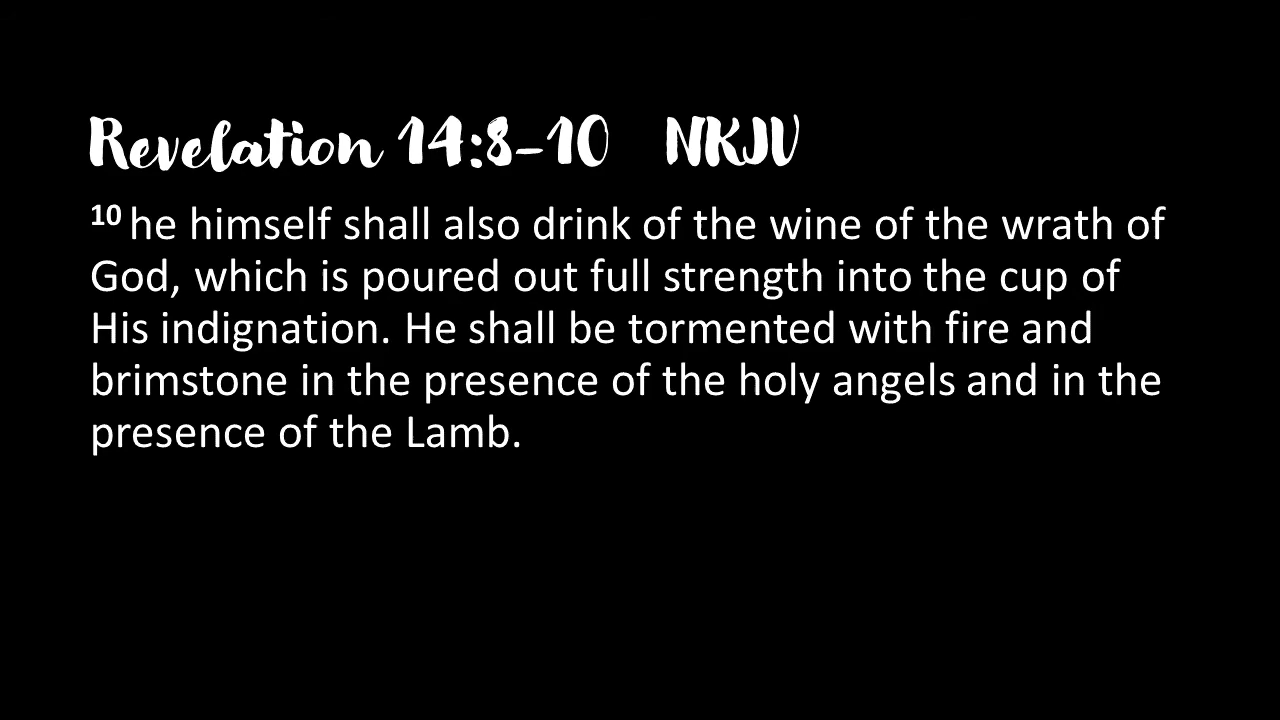 Revelation 14:8-10 NKJV
10 he himself shall also drink of the wine of the wrath of
God, which is poured out full strength into the cup of
His indignation. He shall be tormented with fire and
brimstone in the presence of the holy angels and in the
presence of the Lamb.